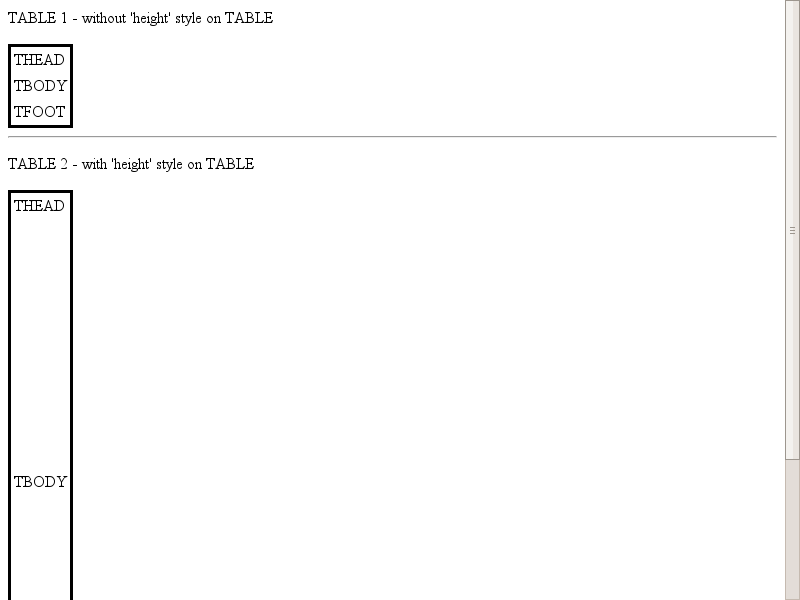 TABLE 1 - without 'height' style on TABLE
THEAD
TBODY
TFOOT
TABLE 2 - with 'height' style on TABLE
THEAD
TBODY